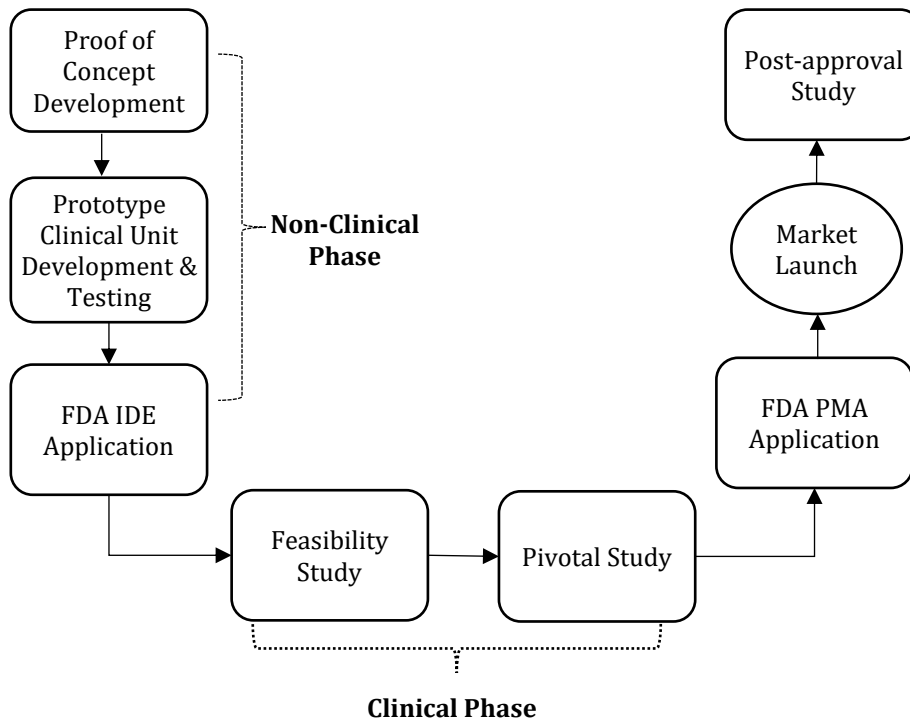 Proof of
Concept
Development
Prototype
Clinical Unit
Development &
Testing
Non-Clinical
Phase
FDA IDE
Application
Feasibility
Study
Pivotal Study
Clinical Phase
FDA PMA
Application
Market
Launch
Post-approval
Study